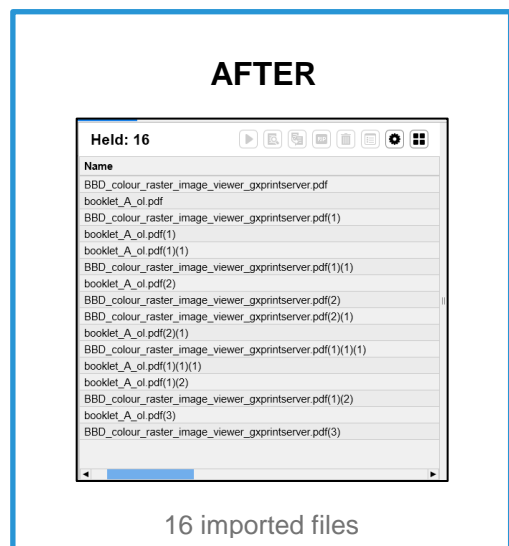 AFTER
Held: 16
Name
BBD_colour_raster_image_viewer_gxprintserver.pdf
booklet_A_ol.pdf
BBD_colour_raster_image_viewer_gxprintserver.pdf(1)
booklet_A_ol.pdf(1)
booklet_A_ol.pdf(1)(1)
BBD_colour_raster_image_viewer_gxprintserver.pdf(1)(1)
booklet_A_ol.pdf(2)
BBD_colour_raster_image_viewer_gxprintserver.pdf(2)
BBD_colour_raster_image_viewer_gxprintserver.pdf(2)(1)
booklet_A_ol.pdf(2)(1)
BBD_colour_raster_image_viewer_gxprintserver.pdf(1)(1)(1)
booklet_A_ol.pdf(1)(1)(1)
booklet_A_ol.pdf(1)(2)
BBD_colour_raster_image_viewer_gxprintserver.pdf(1)(2)
booklet_A_ol.pdf(3)
BBD_colour_raster_image_viewer_gxprintserver.pdf(3)
16 imported files